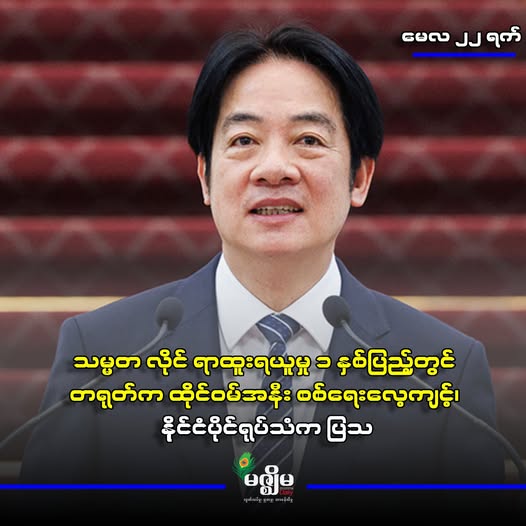 မေလ ၂၂ ရက်
သမ္မတ လိုင် ရာထူးရယူမှု ၁ နှစ်ပြည့်တွင်
တရုတ်က ထိုင်ဝမ်အနီး စစ်ရေးလေ့ကျင့်၊
နိုင်ငံပိုင်ရုပ်သံက ပြသ
မဇ္ဈိမ